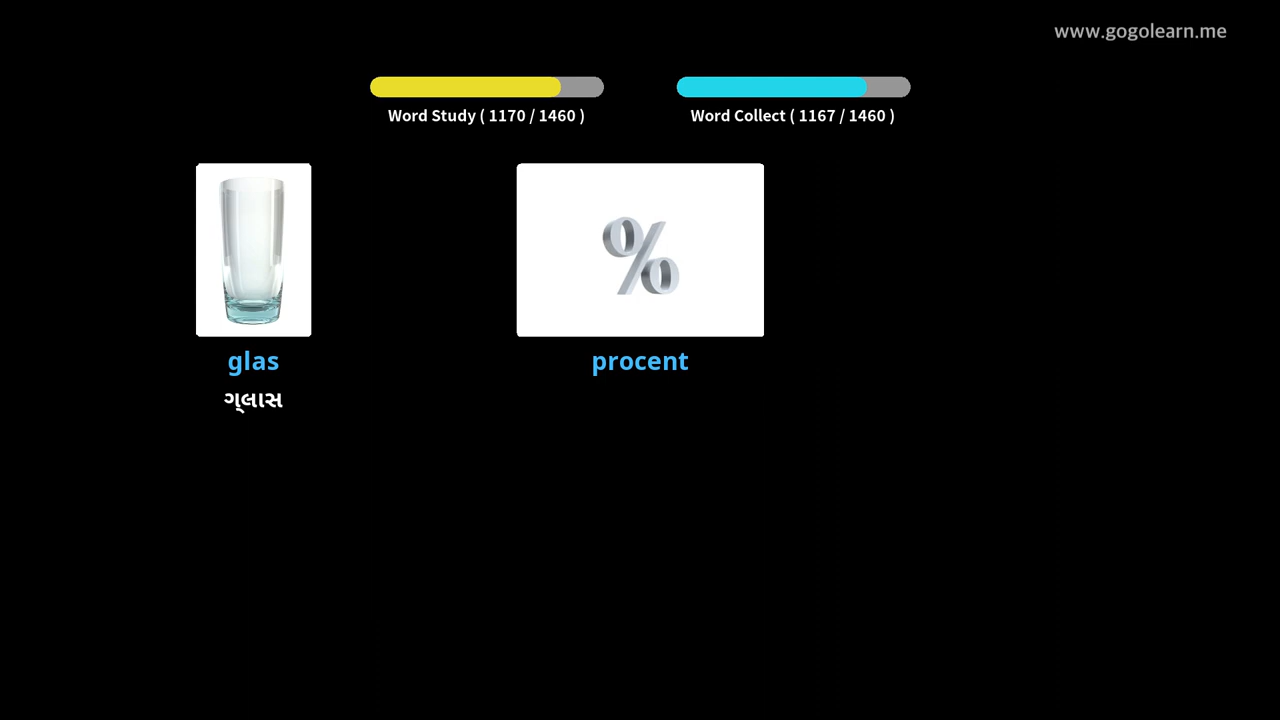 www.gogolearn.me
Word Study ( 1170 / 1460 )
Word Collect ( 1167 / 1460 )
%
glas
procent
ગ્લાસ